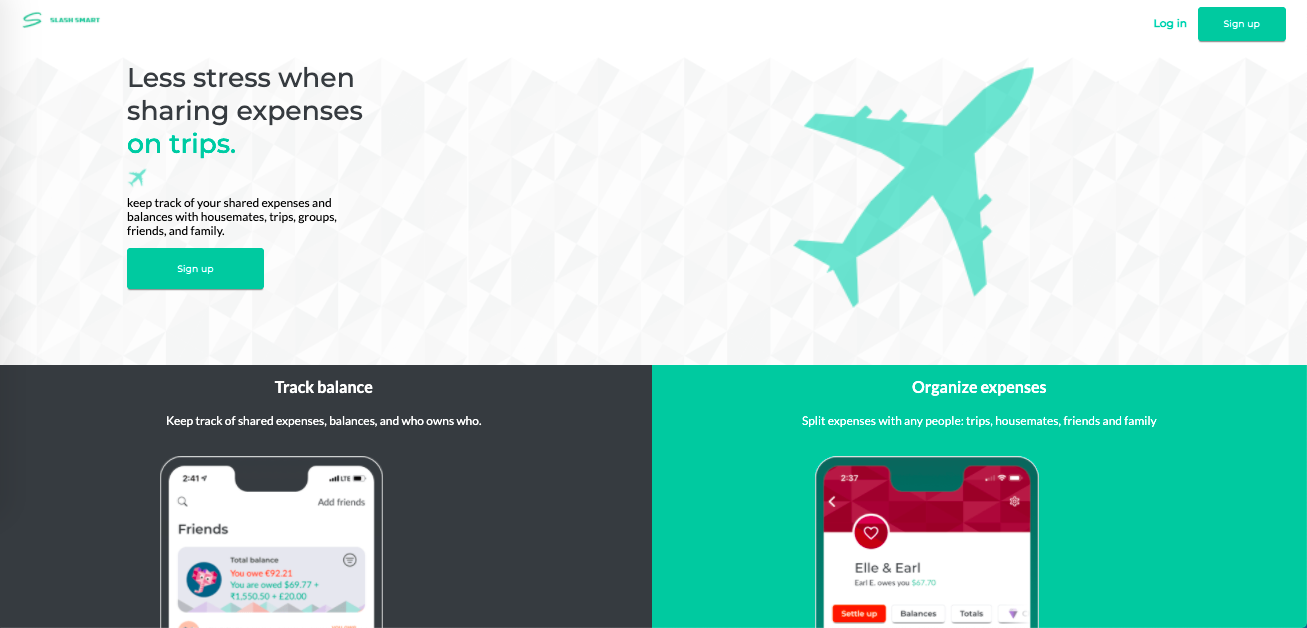 SLASH SMART
Log in
Sign up
Less stress when
sharing expenses
on trips.
keep track of your shared expenses and
balances with housemates, trips, groups,
friends, and family.
Sign up
Track balance
Keep track of shared expenses, balances, and who owns who.
2:41
LTE
Add friends
Friends
Total balance
You owe €92.21
You are owed $69.77 +
₹1,550.50 + £20.00
Organize expenses
Split expenses with any people: trips, housemates, friends and family
2:37
Elle & Earl
Earl E. owes you $67.70
Settle up
Balances
Totals